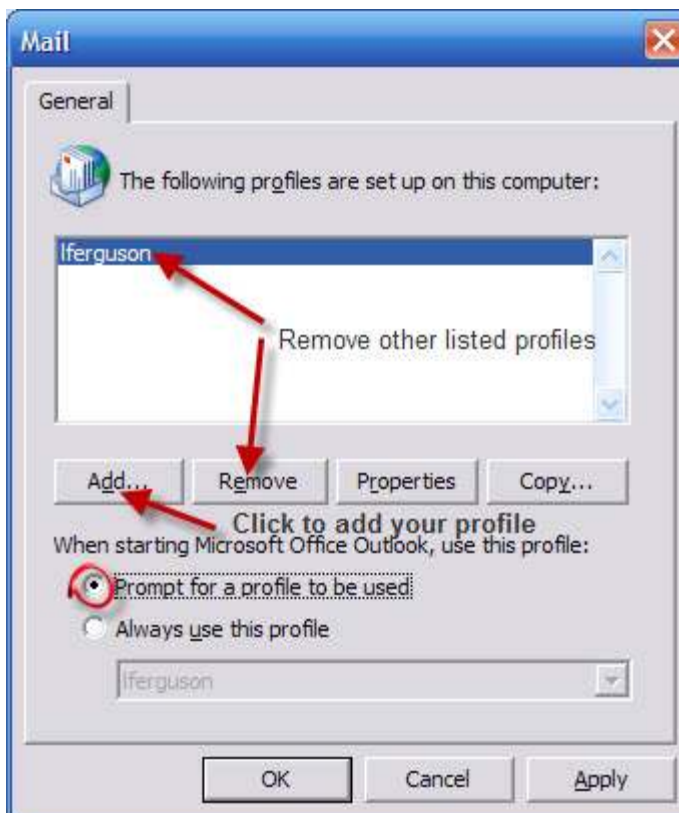 Mail
General
The following profiles are set up on this computer:
lferguson
Remove other listed profiles
Add...
Remove
Properties
Copy...
Click to add your profile
When starting Microsoft Office Outlook, use this profile:
Prompt for a profile to be used
Always use this profile
lferguson
OK
Cancel
Apply